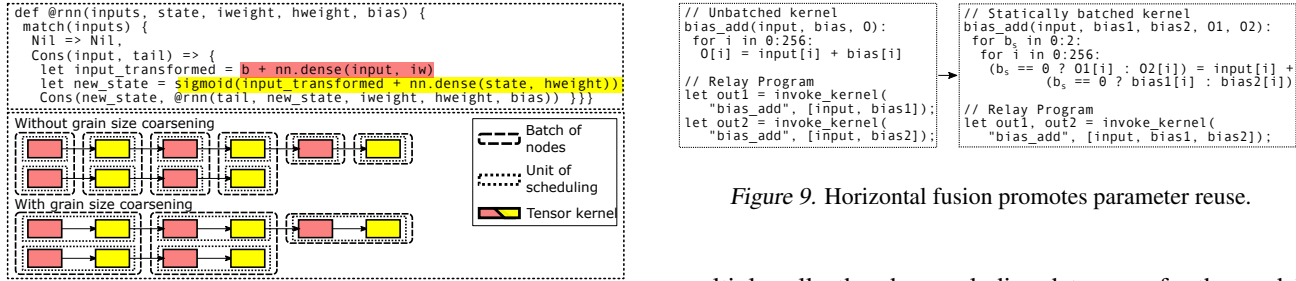 def @rnn(inputs, state, iweight, hweight, bias) {
match(inputs) {
Nil => Nil,
Cons(input, tail) => {
let input_transformed = b + nn.dense(input, iw)
let new_state = sigmoid(input_transformed + nn.dense(state, hweight))
Cons(new_state, @rnn(tail, new_state, iweight, hweight, bias)) }}}
Without grain size coarsening
With grain size coarsening
Batch of
nodes
Unit of
scheduling
Tensor kernel
// Unbatched kernel
bias_add(input, bias, O):
for i in 0:256:
O[i] = input[i] + bias[i]
// Relay Program
let out1 = invoke_kernel(
"bias_add", [input, bias1]);
let out2 = invoke_kernel(
"bias_add", [input, bias2]);
// Statically batched kernel
bias_add(input, bias1, bias2, O1, O2):
for bs in 0:2:
for i in 0:256:
(bs == 0 ? O1[i] : O2[i]) = input[i] +
(bs == 0 ? bias1[i] : bias2[i])
// Relay Program
let out1, out2 = invoke_kernel(
"bias_add", [input, bias1, bias2]);
Figure 9. Horizontal fusion promotes parameter reuse.